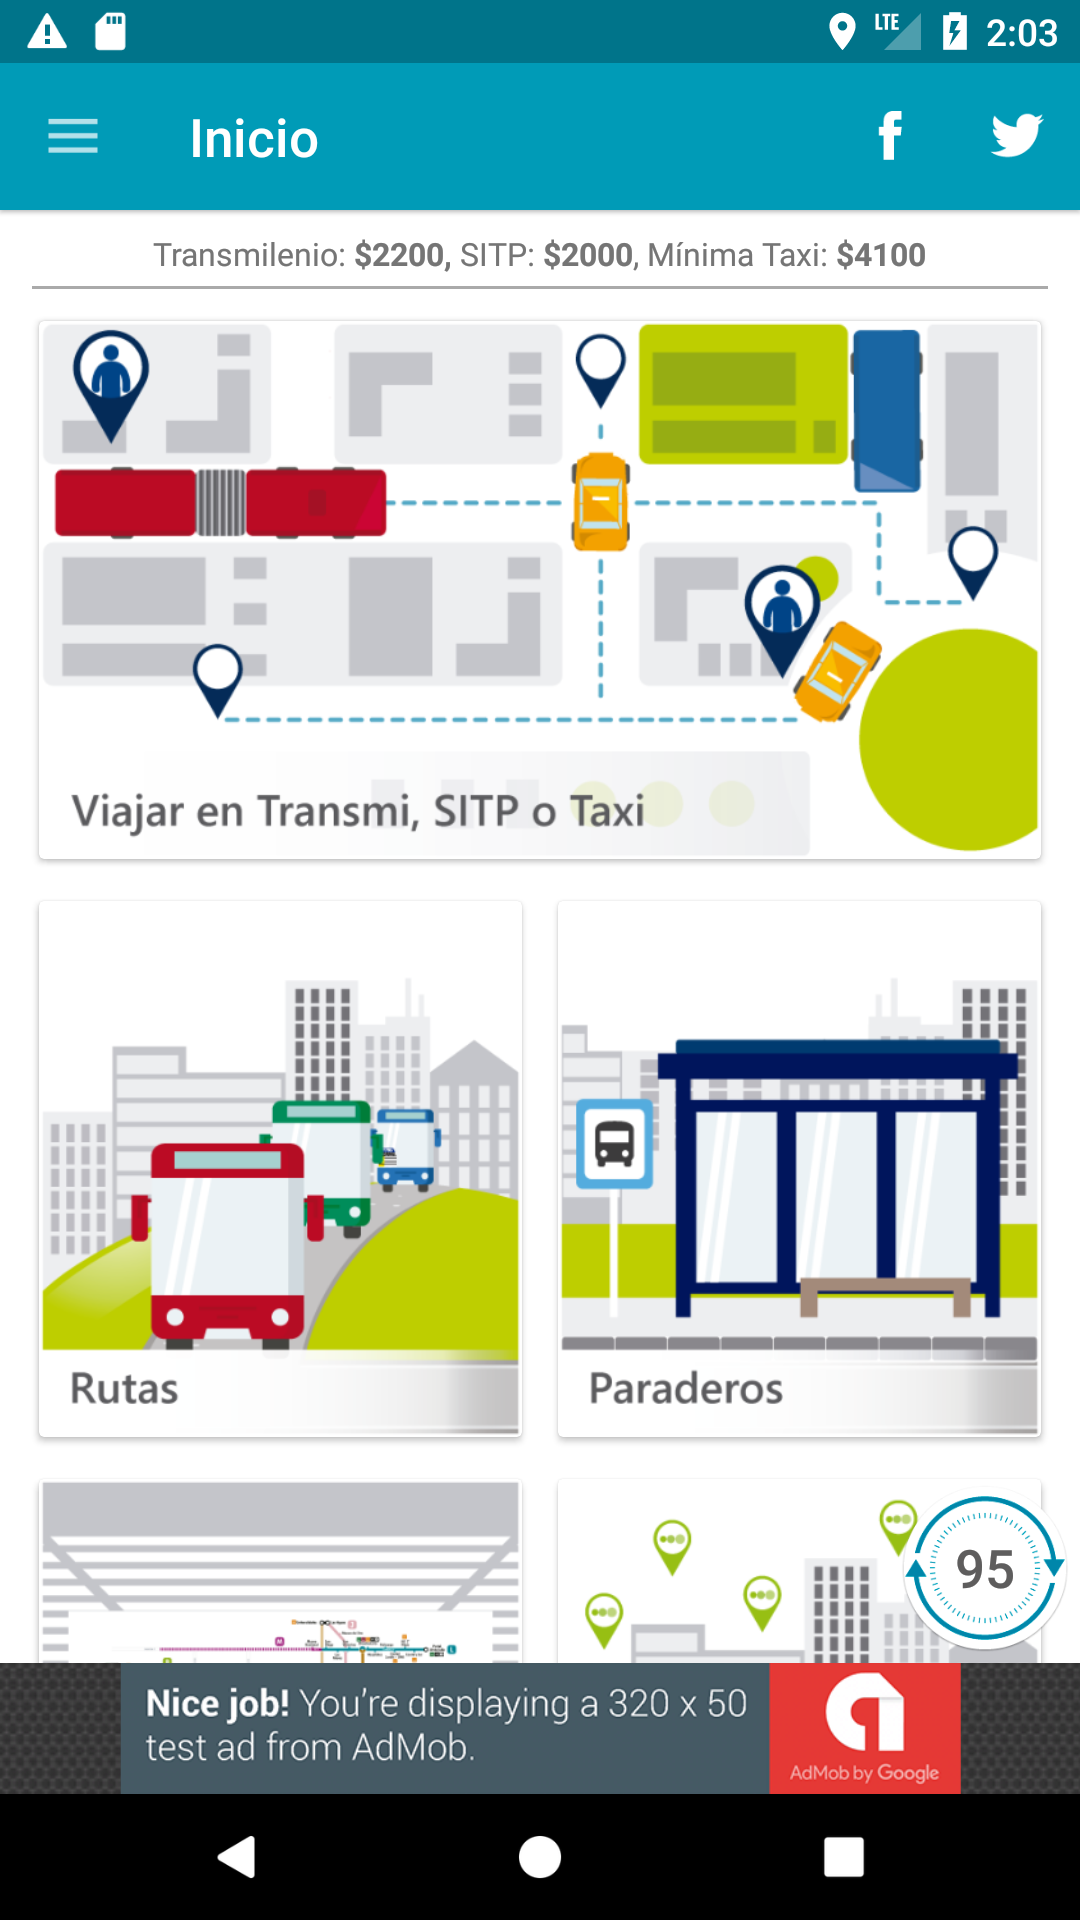 LTE 2:03
Inicio
Transmilenio: $2200, SITP: $2000, Mínima Taxi: $4100
Viajar en Transmi, SITP o Taxi
Rutas
Paraderos
95
Nice job! You're displaying a 320 x 50
test ad from AdMob.
AdMob by Google